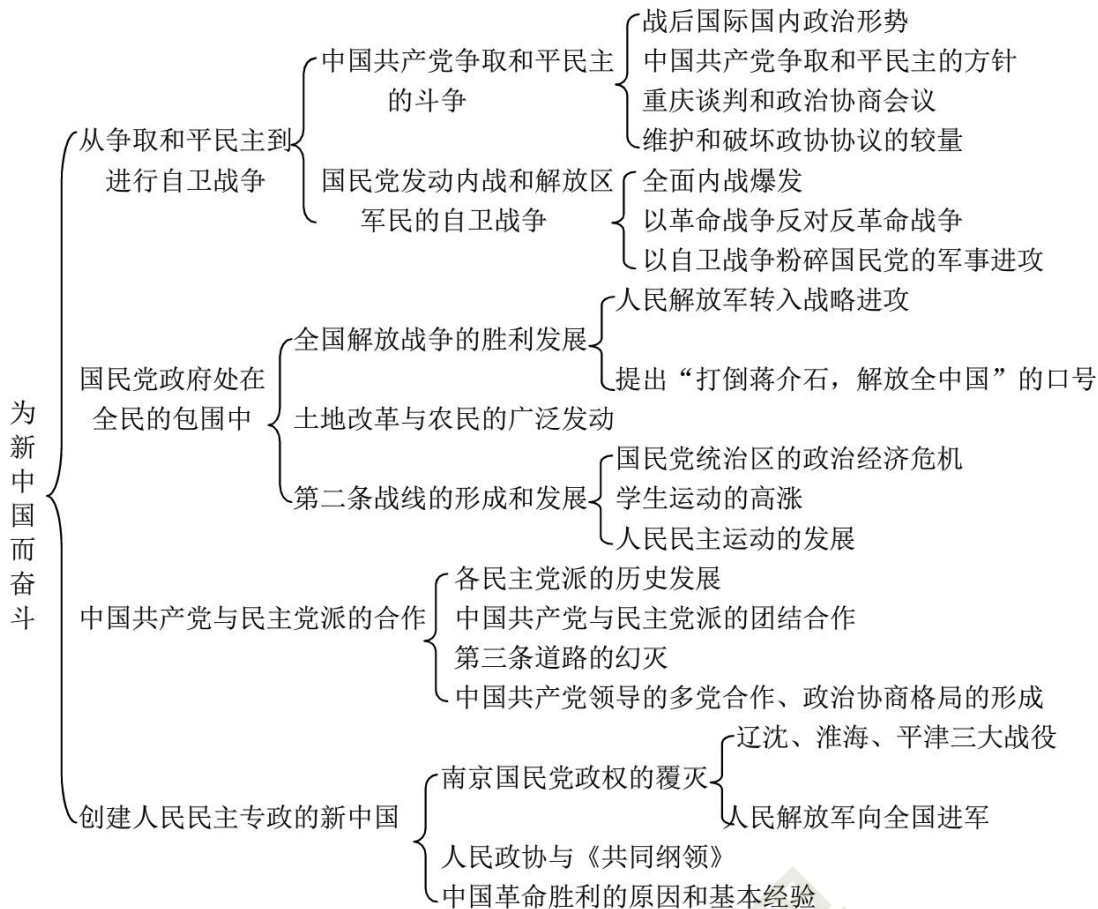 为新中国而奋斗
从争取和平民主到
进行自卫战争
中国共产党争取和平民主
的斗争
战后国际国内政治形势
中国共产党争取和平民主的方针
重庆谈判和政治协商会议
维护和破坏政协协议的较量
国民党发动内战和解放区
军民的自卫战争
全面内战爆发
以革命战争反对反革命战争
以自卫战争粉碎国民党的军事进攻
国民党政府处在
全民的包围中
全国解放战争的胜利发展
人民解放军转入战略进攻
提出“打倒蒋介石，解放全中国”的口号
土地改革与农民的广泛发动
第二条战线的形成和发展
国民党统治区的政治经济危机
学生运动的高涨
人民民主运动的发展
中国共产党与民主党派的合作
各民主党派的历史发展
中国共产党与民主党派的团结合作
第三条道路的幻灭
中国共产党领导的多党合作、政治协商格局的形成
创建人民民主专政的新中国
南京国民党政权的覆灭
辽沈、淮海、平津三大战役
人民解放军向全国进军
人民政协与《共同纲领》
中国革命胜利的原因和基本经验